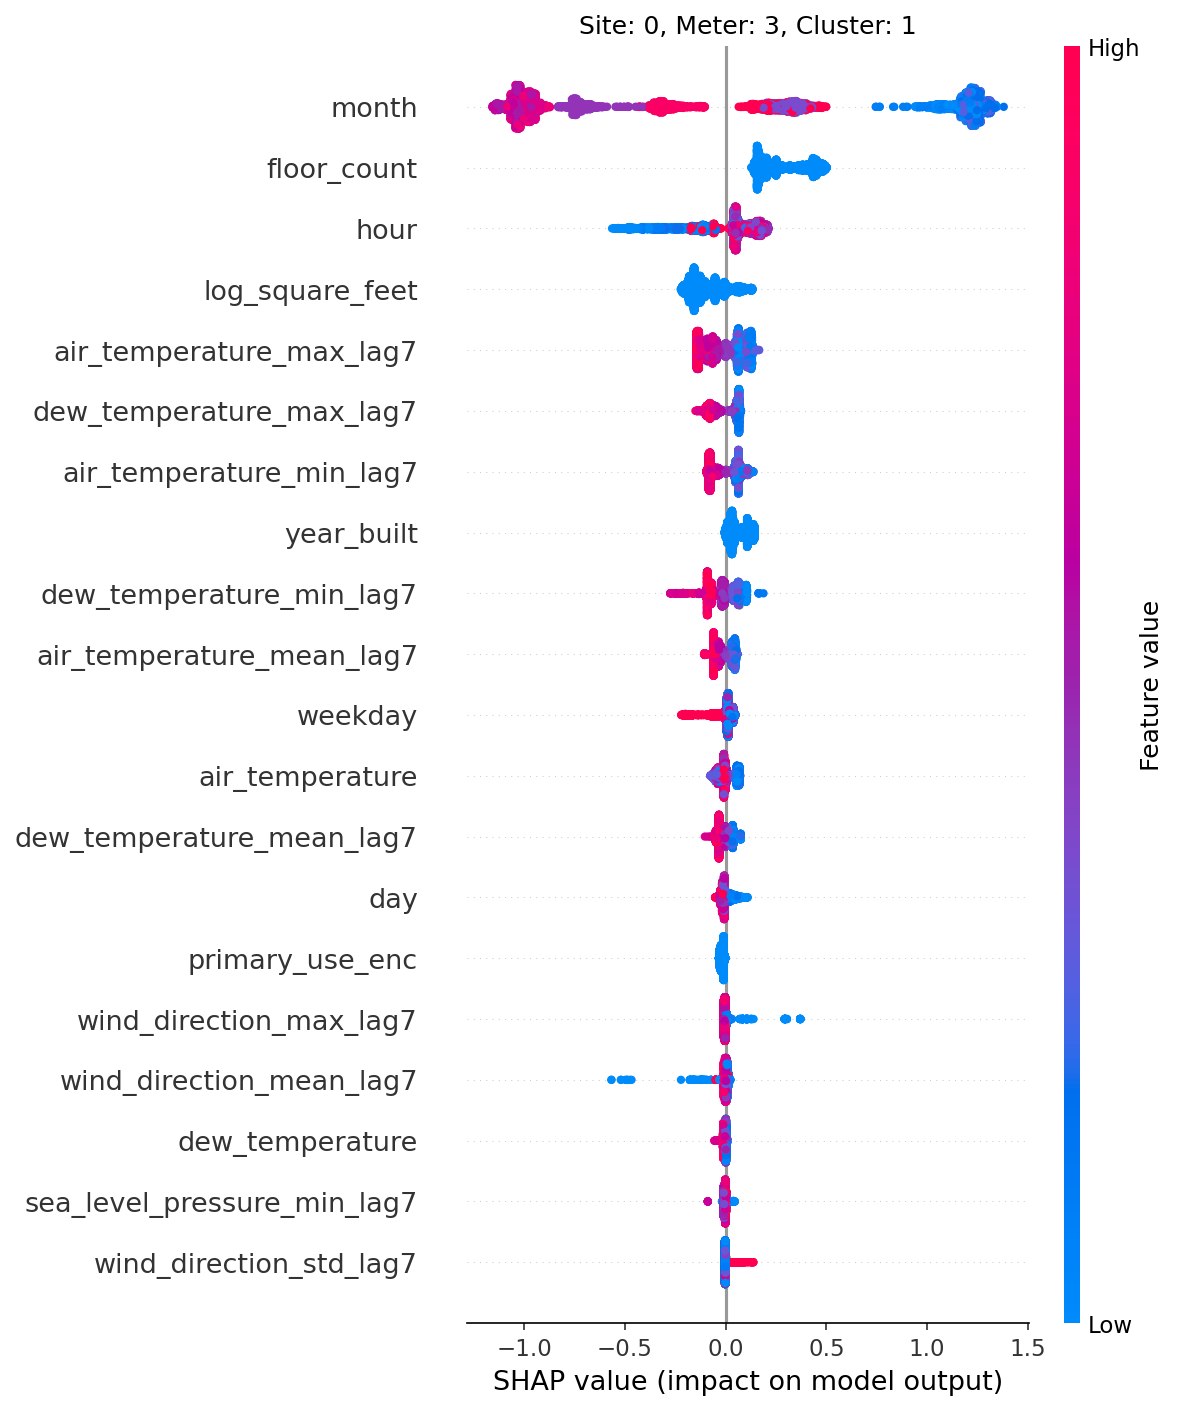 Site: 0, Meter: 3, Cluster: 1
High
month
floor_count
hour
log_square_feet
air_temperature_max_lag7
dew_temperature_max_lag7
air_temperature_min_lag7
year_built
dew_temperature_min_lag7
air_temperature_mean_lag7
weekday
air_temperature
dew_temperature_mean_lag7
day
primary_use_enc
wind_direction_max_lag7
wind_direction_mean_lag7
dew_temperature
sea_level_pressure_min_lag7
wind_direction_std_lag7
Feature value
Low
−1.0 −0.5 0.0 0.5 1.0 1.5
SHAP value (impact on model output)